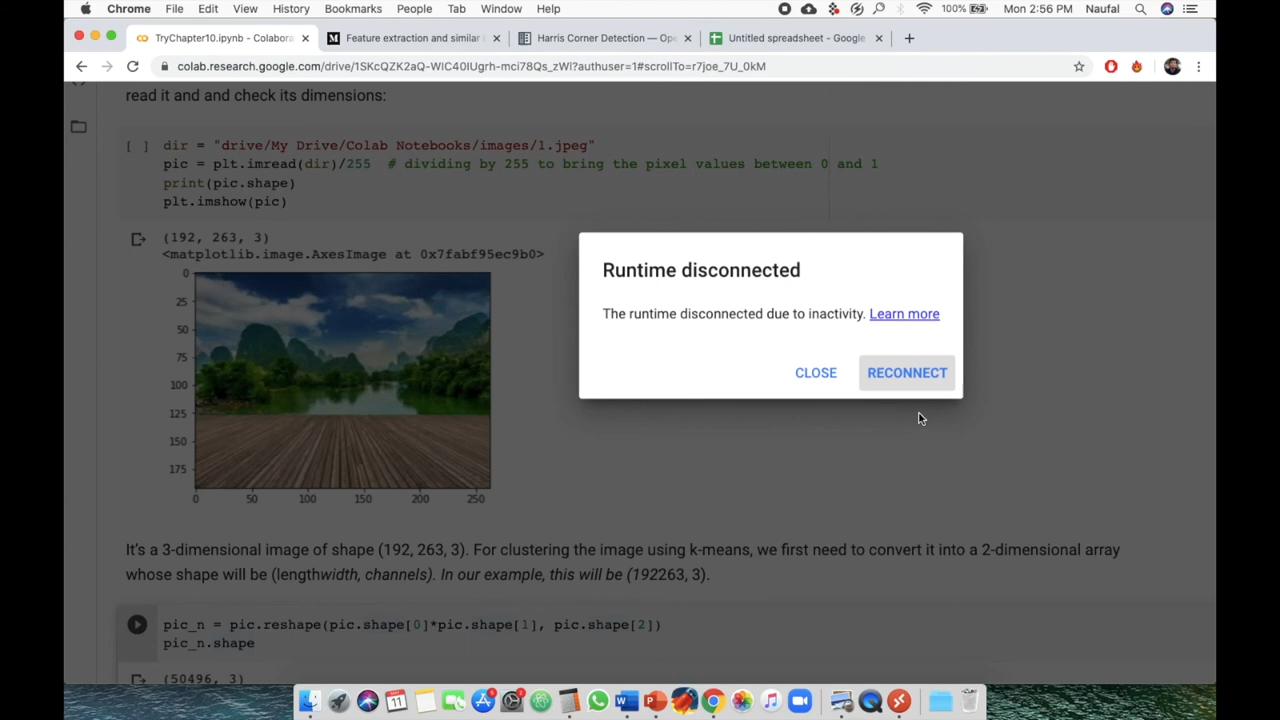 Chrome File Edit View History Bookmarks People Tab Window Help 100% Mon 2:56 PM Naufal
TryChapter10.ipynb - Colabora Feature extraction and similar Harris Corner Detection — Ope Untitled spreadsheet - Google
colab.research.google.com/drive/1SKcQZK2aQ-WIC40IUgrh-mci78Qs_zWl?authuser=1#scrollTo=r7joe_7U_0kM
read it and and check its dimensions:
[ ] dir = "drive/My Drive/Colab Notebooks/images/1.jpeg"
pic = plt.imread(dir)/255 # dividing by 255 to bring the pixel values between 0 and 1
print(pic.shape)
plt.imshow(pic)
(192, 263, 3)
<matplotlib.image.AxesImage at 0x7fabf95ec9b0>
0
25
50
75
100
125
150
175
0 50 100 150 200 250
Runtime disconnected
The runtime disconnected due to inactivity. Learn more
CLOSE RECONNECT
It's a 3-dimensional image of shape (192, 263, 3). For clustering the image using k-means, we first need to convert it into a 2-dimensional array
whose shape will be (lengthwidth, channels). In our example, this will be (192263, 3).
pic_n = pic.reshape(pic.shape[0]*pic.shape[1], pic.shape[2])
pic_n.shape
(50496, 3)